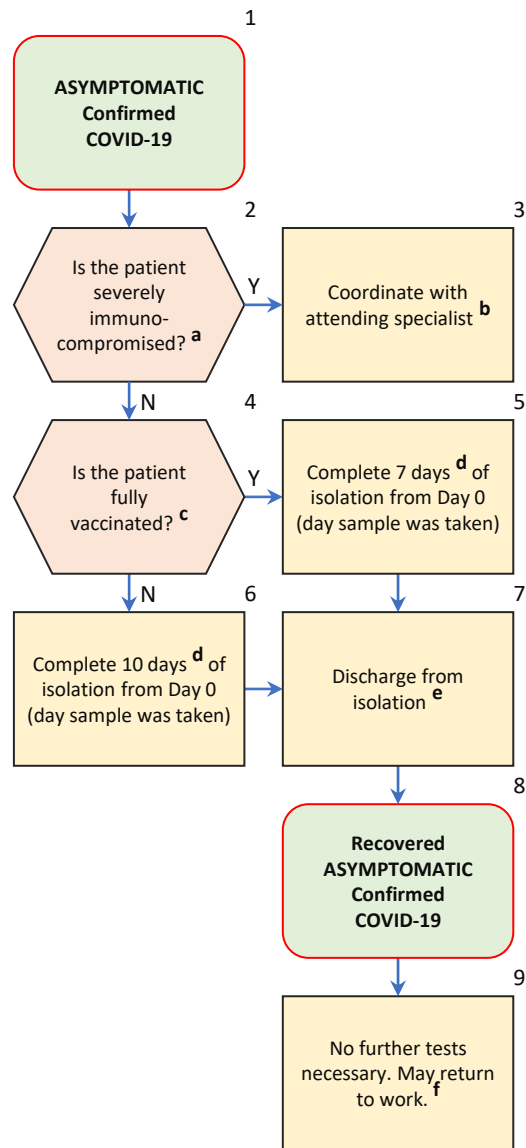 1
ASYMPTOMATIC
Confirmed
COVID-19
2
Is the patient
severely
immuno-
compromised? a
Y
3
Coordinate with
attending specialist b
N
4
Is the patient
fully
vaccinated? c
Y
5
Complete 7 days d of
isolation from Day 0
(day sample was taken)
N
6
Complete 10 days d of
isolation from Day 0
(day sample was taken)
7
Discharge from
isolation e
8
Recovered
ASYMPTOMATIC
Confirmed
COVID-19
9
No further tests
necessary. May return
to work. f